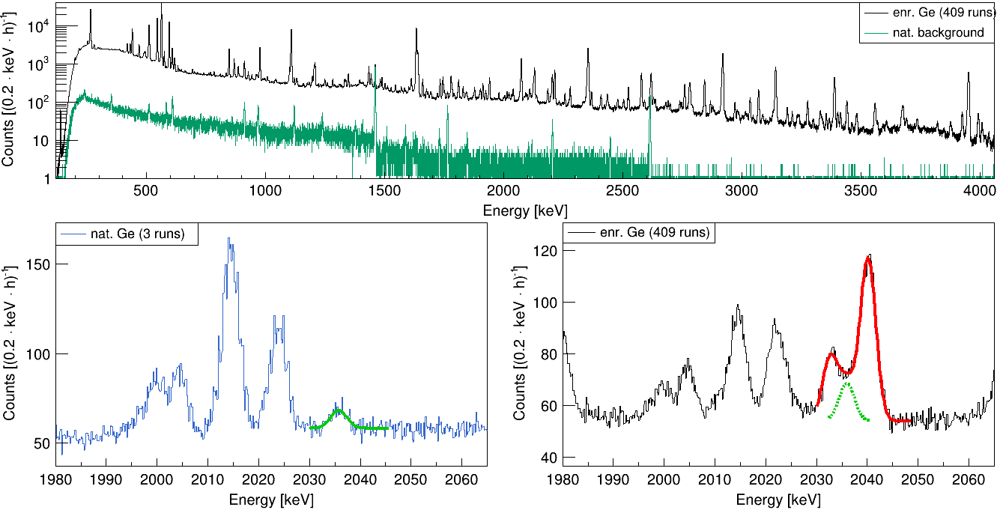 enr. Ge (409 runs)
nat. background
Counts [(0.2 · keV · h)⁻¹]
10⁴
10³
10²
10
1
500 1000 1500 2000 2500 3000 3500 4000
Energy [keV]
nat. Ge (3 runs)
Counts [(0.2 · keV · h)⁻¹]
150
100
50
1980 1990 2000 2010 2020 2030 2040 2050 2060
Energy [keV]
enr. Ge (409 runs)
Counts [(0.2 · keV · h)⁻¹]
120
100
80
60
40
1980 1990 2000 2010 2020 2030 2040 2050 2060
Energy [keV]